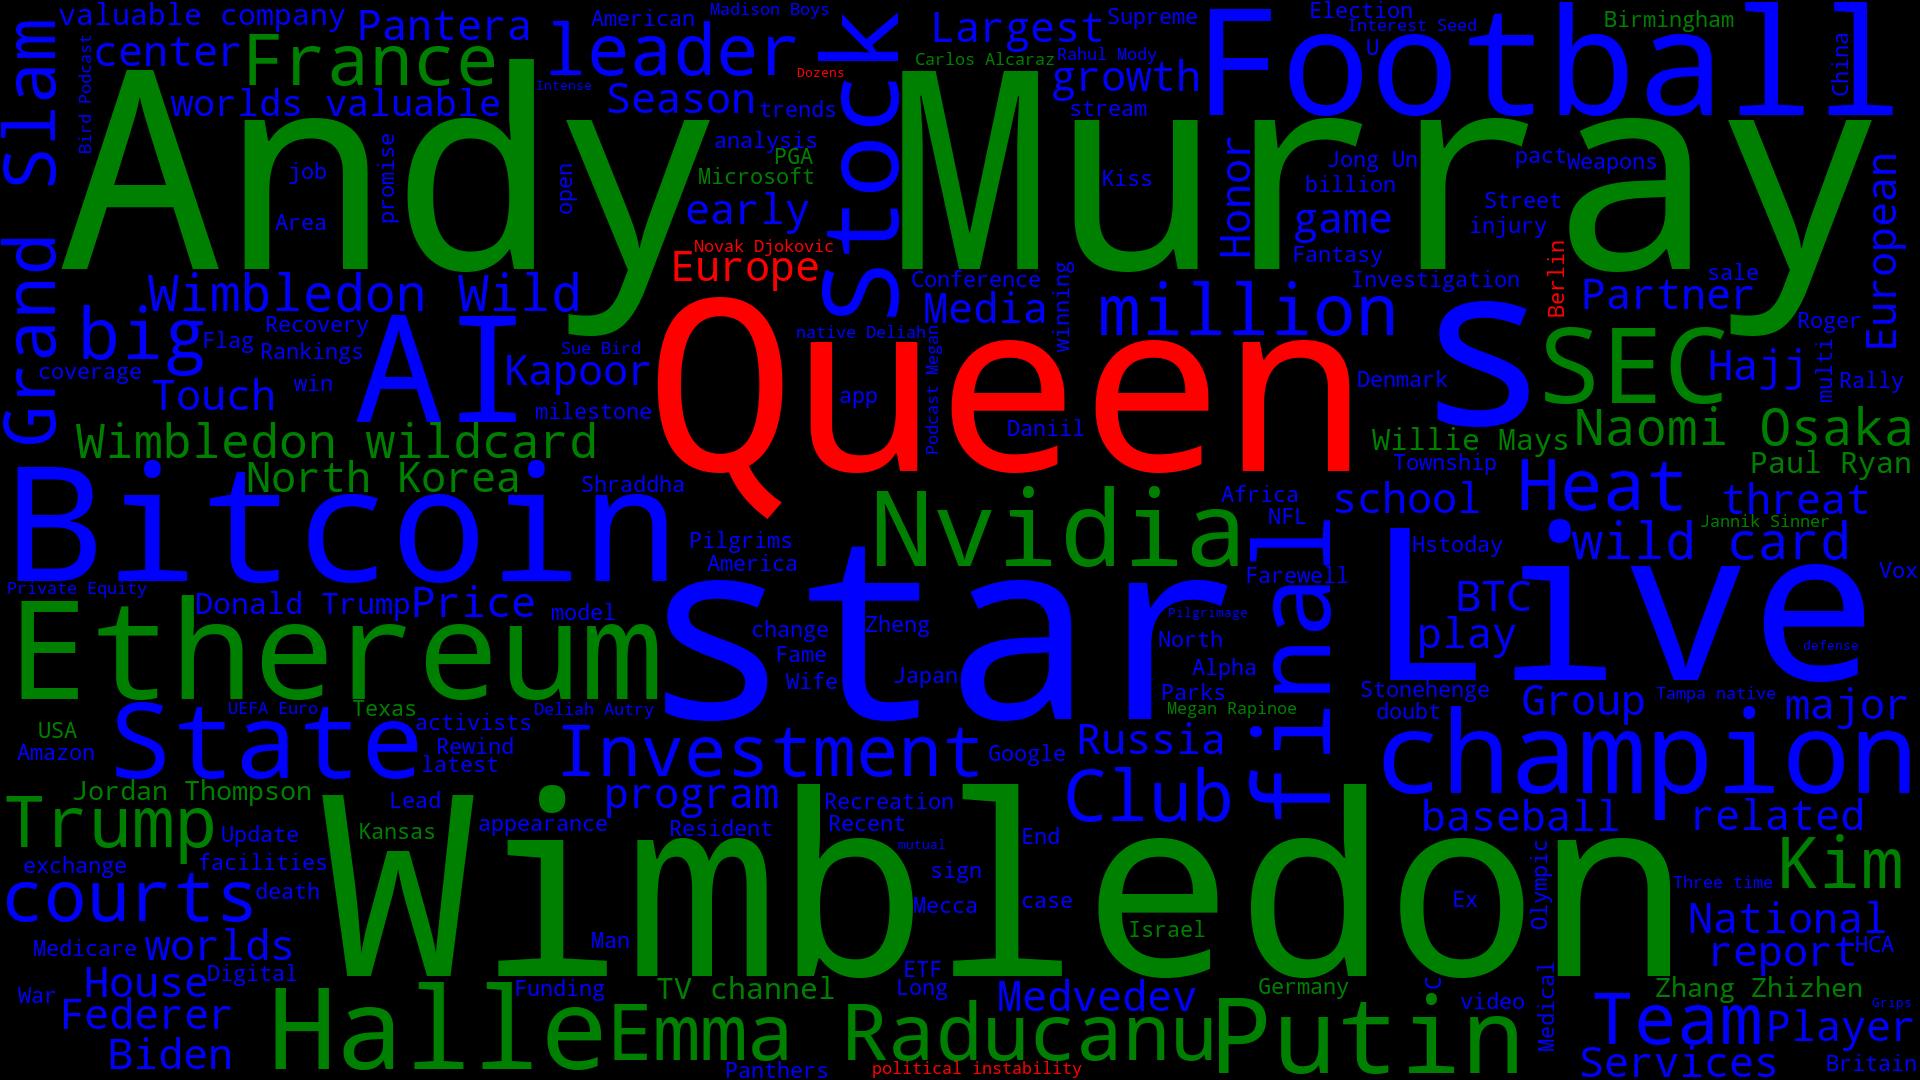 valuable company
Pantera
American
Madison Boys
Stock
Largest
Supreme
Football
Election
Interest Seed
U
Birmingham
China
Grand Slam
Bird Podcast
center
France
leader
Dozens
Carlos Alcaraz
Rahul Mody
growth
worlds valuable
Intense
Season
trends
stream
Andy Murray
analysis
PGA
Microsoft
job
promise
open
Area
early
Kiss
Honor
Jong Un
pact
Weapons
billion
game
Street
injury
European
Novak Djokovic
Europe
Fantasy
Berlin
Investigation
sale
Wimbledon Wild
Conference
Media
winning
million
s
Partner
Roger
big
Flag
Recovery
Rankings
AI
native Deliah
Queen
SEC
Hajj
multi
Rally
coverage
Touch
win
Sue Bird
Kapoor
milestone
app
Podcast Megan
Daniil
Denmark
Wimbledon wildcard
Willie Mays
Naomi Osaka
North Korea
Township
Paul Ryan
Bitcoin
Shraddha
Nvidia
Africa
NFL
school
Heat
threat
Jannik Sinner
Pilgrims
America
final
Live
Hstoday
wild card
Vox
Private Equity
Farewell
Ethereum
Donald Trump
Price
model
star
change
Zheng
Pilgrimage
North
BTC
play
defense
Fame
Wife
Japan
Alpha
Parks
Megan Rapinoe
Stonehenge
doubt
Group
Tampa native
major
USA
Amazon
State
UEFA Euro
Texas
activists
Deliah Autry
Rewind
latest
Investment
Google
Russia
champion
Jordan Thompson
Trump
Update
Lead
Kansas
appearance
program
Resident
Recreation
Recent
mutual
Club
End
baseball
related
Wimbledon
Kim
exchange
facilities
courts
death
sign
Mecca
case
Ex
Olympic
Three time
Israel
National
Medicare
worlds
Man
report
HCA
House
Digital
ETF
War
Funding
TV channel
Long
Germany
C
video
Medical
Zhang Zhizhen
Grips
Federer
Halle
Emma Raducanu
Medvedev
Putin
Team
Player
Biden
Panthers
political instability
Services
Britain